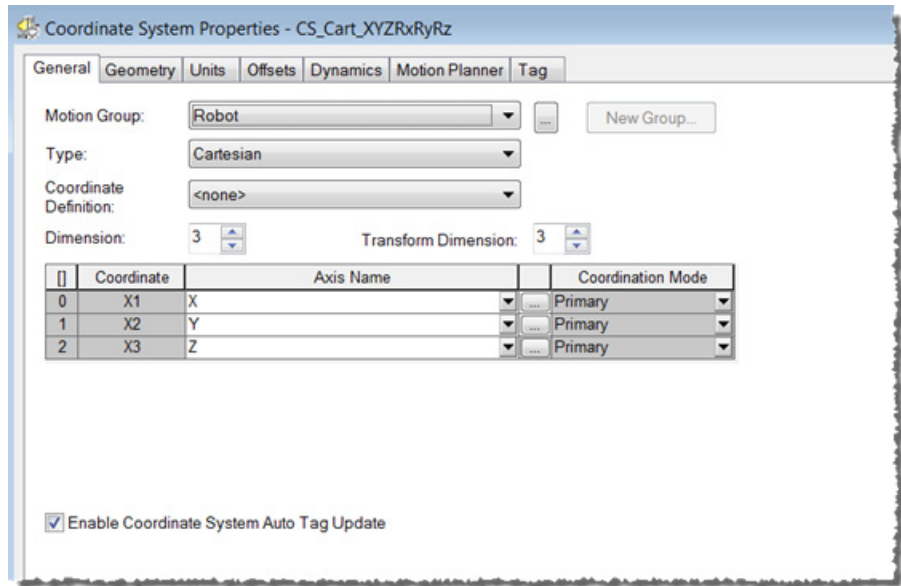 Coordinate System Properties - CS_Cart_XYZRxRyRz
General Geometry Units Offsets Dynamics Motion Planner Tag
Motion Group: Robot ... New Group...
Type: Cartesian
Coordinate Definition: <none>
Dimension: 3 Transform Dimension: 3
[] Coordinate Axis Name Coordination Mode
0 X1 X ... Primary
1 X2 Y ... Primary
2 X3 Z ... Primary
Enable Coordinate System Auto Tag Update